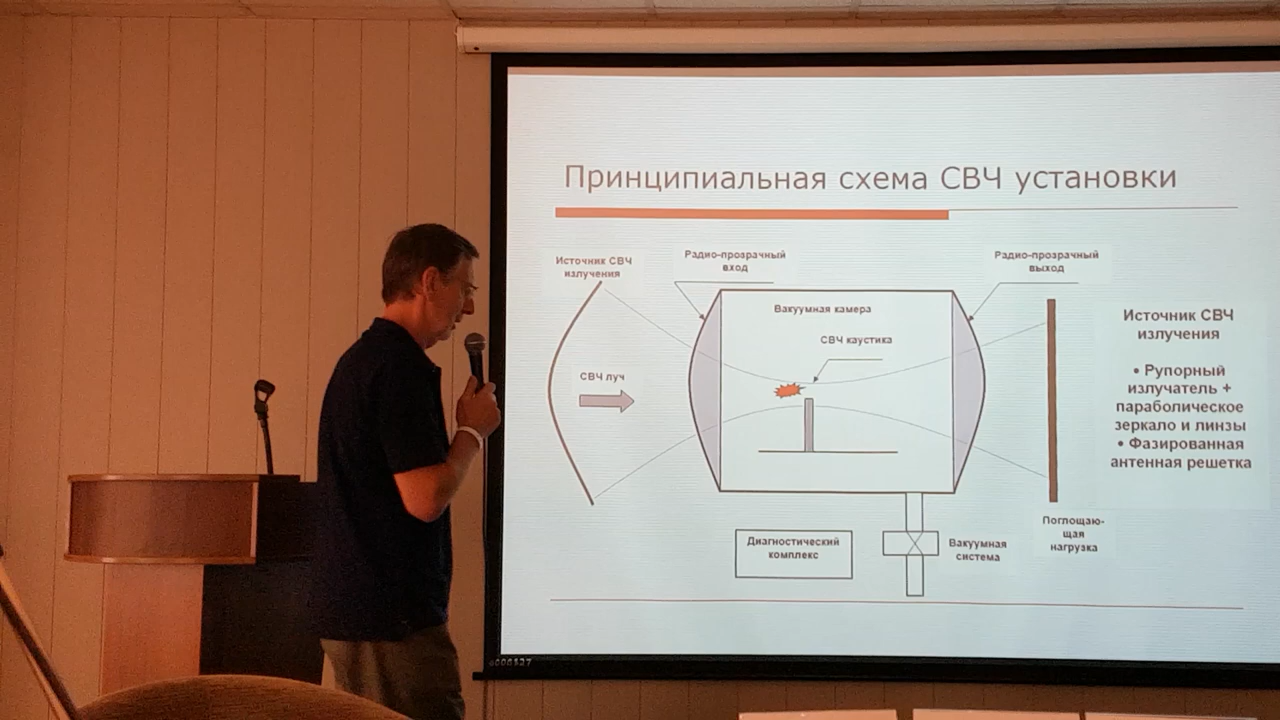 Принципиальная схема СВЧ установки
Источник СВЧ
излучения
Радио-прозрачный
вход
Радио-прозрачный
выход
Вакуумная камера
СВЧ каустика
СВЧ луч
Источник СВЧ
излучения
• Рупорный
излучатель +
параболическое
зеркало и линзы
• Фазированная
антенная решетка
Диагностический
комплекс
Вакуумная
система
Поглощаю-
щая
нагрузка